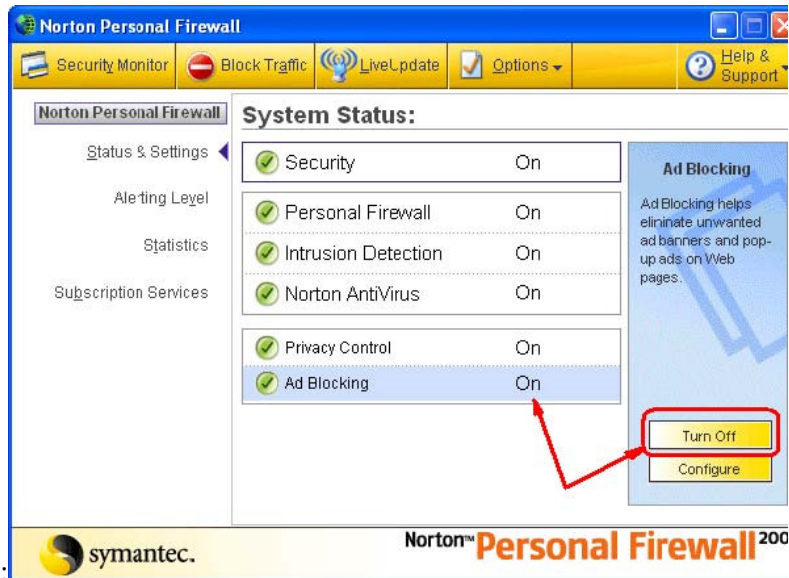 Norton Personal Firewall
Security Monitor
Block Traffic
LiveUpdate
Options
Help & Support
Norton Personal Firewall
Status & Settings
Alerting Level
Statistics
Subscription Services
System Status:
Security On
Personal Firewall On
Intrusion Detection On
Norton AntiVirus On
Privacy Control On
Ad Blocking On
Ad Blocking
Ad Blocking helps
eliminate unwanted
ad banners and pop-
up ads on Web
pages.
Turn Off
Configure
symantec.
Norton™ Personal Firewall 200